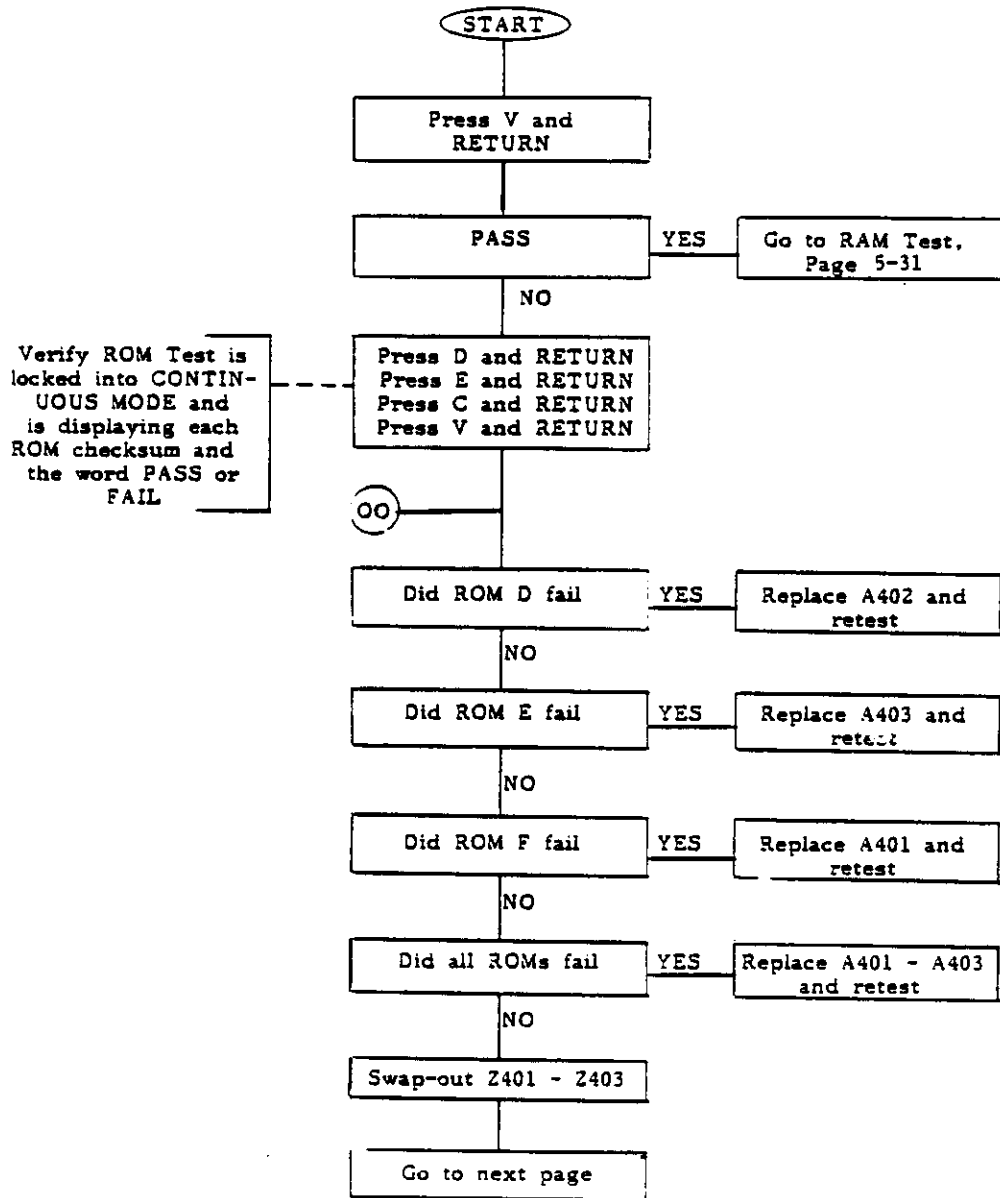 START
Press V and
RETURN
PASS
YES
Go to RAM Test,
Page 5-31
NO
Verify ROM Test is
locked into CONTIN-
UOUS MODE and
is displaying each
ROM checksum and
the word PASS or
FAIL
Press D and RETURN
Press E and RETURN
Press C and RETURN
Press V and RETURN
OO
Did ROM D fail
YES
Replace A402 and
retest
NO
Did ROM E fail
YES
Replace A403 and
retest
NO
Did ROM F fail
YES
Replace A401 and
retest
NO
Did all ROMs fail
YES
Replace A401 - A403
and retest
NO
Swap-out Z401 - Z403
Go to next page